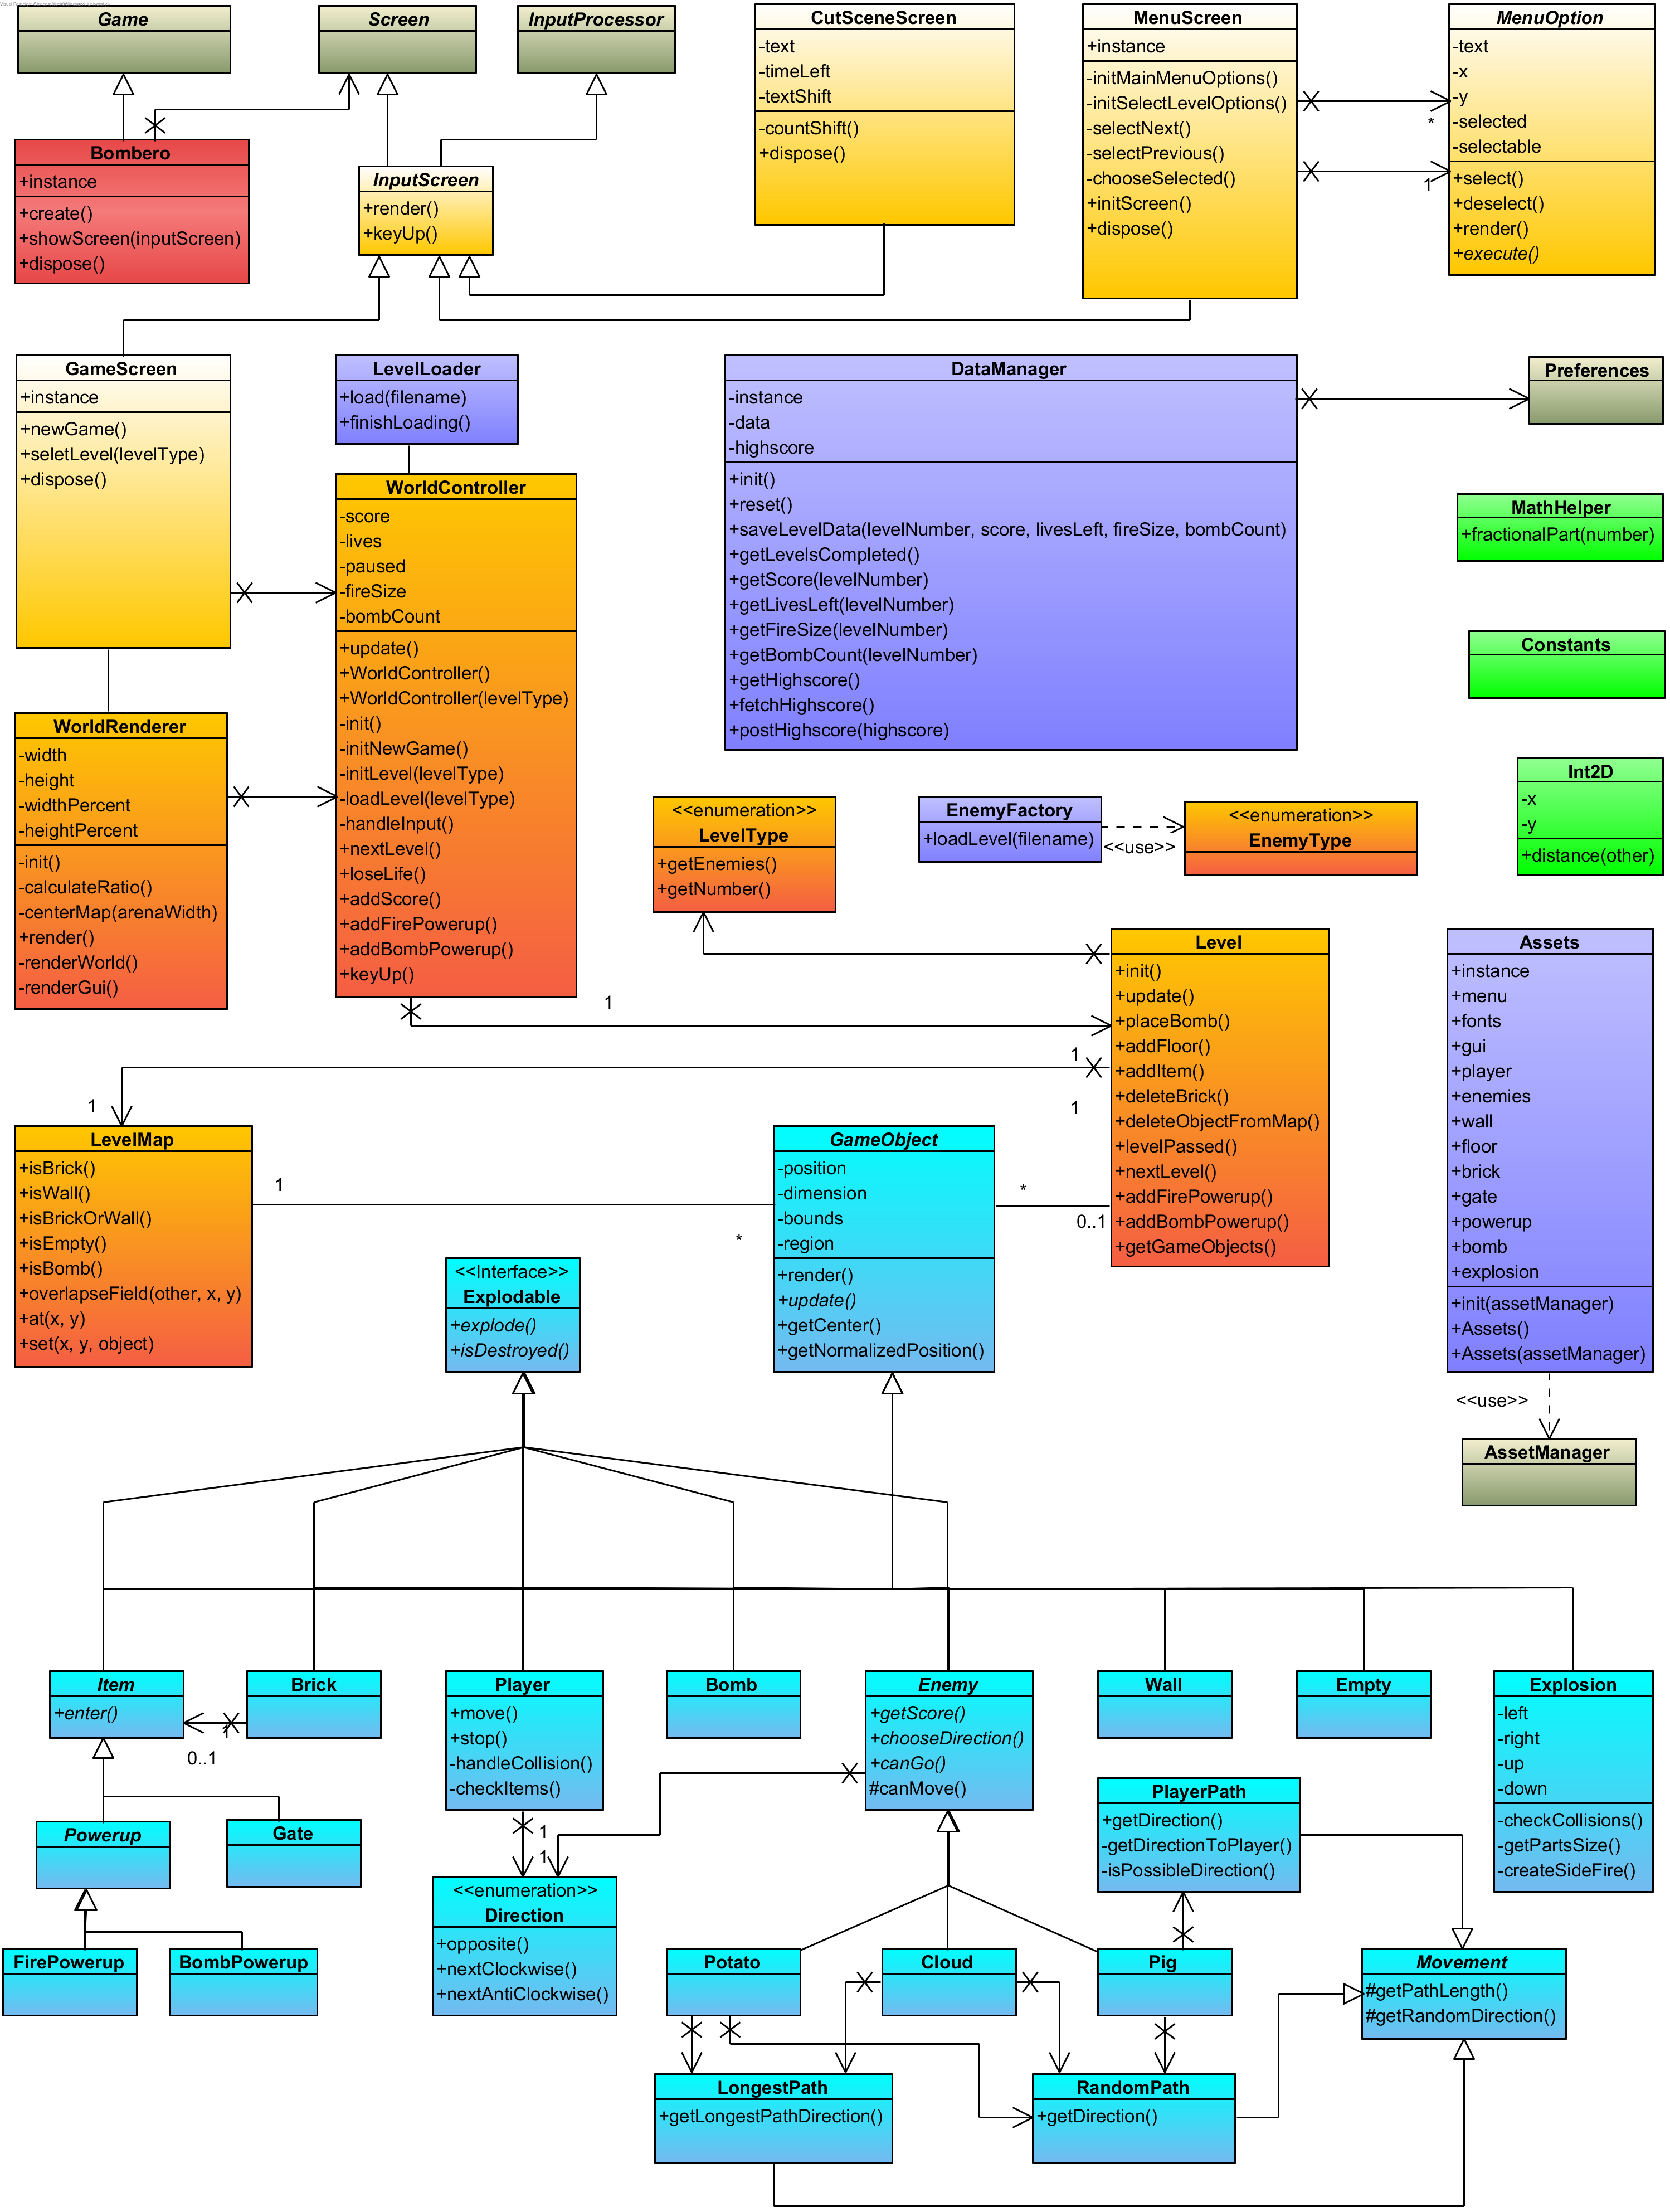 Game
Screen
InputProcessor
CutSceneScreen
-text
-timeLeft
-textShift
-countShift()
+dispose()
MenuScreen
+instance
-initMainMenuOptions()
-initSelectLevelOptions()
-selectNext()
-selectPrevious()
-chooseSelected()
+initScreen()
+dispose()
*
1
MenuOption
-text
-x
-y
-selected
-selectable
+select()
+deselect()
+render()
+execute()
Bombero
+instance
+create()
+showScreen(inputScreen)
+dispose()
InputScreen
+render()
+keyUp()
GameScreen
+instance
+newGame()
+seletLevel(levelType)
+dispose()
LevelLoader
+load(filename)
+finishLoading()
WorldController
-score
-lives
-paused
-fireSize
-bombCount
+update()
+WorldController()
+WorldController(levelType)
-init()
-initNewGame()
-initLevel(levelType)
-loadLevel(levelType)
-handleInput()
+nextLevel()
+loseLife()
+addScore()
+addFirePowerup()
+addBombPowerup()
+keyUp()
DataManager
-instance
-data
-highscore
+init()
+reset()
+saveLevelData(levelNumber, score, livesLeft, fireSize, bombCount)
+getLevelsCompleted()
+getScore(levelNumber)
+getLivesLeft(levelNumber)
+getFireSize(levelNumber)
+getBombCount(levelNumber)
+getHighscore()
+fetchHighscore()
+postHighscore(highscore)
Preferences
MathHelper
+fractionalPart(number)
Constants
Int2D
-x
-y
+distance(other)
WorldRenderer
-width
-height
-widthPercent
-heightPercent
-init()
-calculateRatio()
-centerMap(arenaWidth)
+render()
-renderWorld()
-renderGui()
<<enumeration>>
LevelType
+getEnemies()
+getNumber()
EnemyFactory
+loadLevel(filename)
<<use>>
<<enumeration>>
EnemyType
Level
+init()
+update()
+placeBomb()
+addFloor()
+addItem()
+deleteBrick()
+deleteObjectFromMap()
+levelPassed()
+nextLevel()
+addFirePowerup()
+addBombPowerup()
+getGameObjects()
Assets
+instance
+menu
+fonts
+gui
+player
+enemies
+wall
+floor
+brick
+gate
+powerup
+bomb
+explosion
+init(assetManager)
+Assets()
+Assets(assetManager)
<<use>>
AssetManager
1
1
1
1
LevelMap
+isBrick()
+isWall()
+isBrickOrWall()
+isEmpty()
+isBomb()
+overlapseField(other, x, y)
+at(x, y)
+set(x, y, object)
1
*
GameObject
-position
-dimension
-bounds
-region
+render()
+update()
+getCenter()
+getNormalizedPosition()
*
0..1
<<Interface>>
Explodable
+explode()
+isDestroyed()
Item
+enter()
1
0..1
Brick
Player
+move()
+stop()
-handleCollision()
-checkItems()
Bomb
Enemy
+getScore()
+chooseDirection()
+canGo()
#canMove()
Wall
Empty
Explosion
-left
-right
-up
-down
-checkCollisions()
-getPartsSize()
-createSideFire()
Powerup
Gate
1
1
PlayerPath
+getDirection()
-getDirectionToPlayer()
-isPossibleDirection()
<<enumeration>>
Direction
+opposite()
+nextClockwise()
+nextAntiClockwise()
FirePowerup
BombPowerup
Potato
Cloud
Pig
Movement
#getPathLength()
#getRandomDirection()
LongestPath
+getLongestPathDirection()
RandomPath
+getDirection()